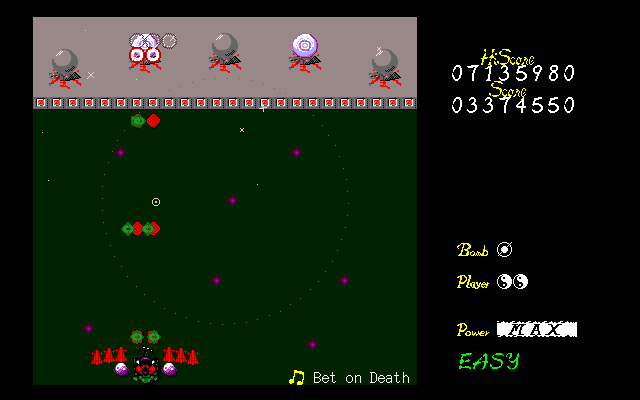 HiScore
07135980
Score
03374550
Bomb
Player
Power MAX
EASY
♫ Bet on Death